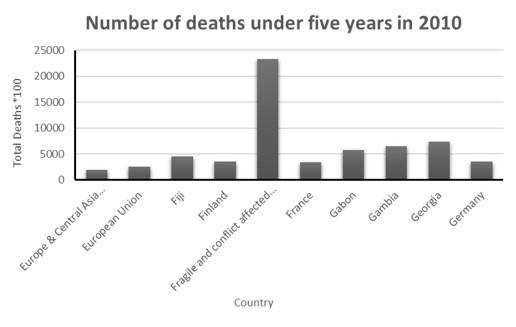 Number of deaths under five years in 2010
25000
20000
15000
10000
5000
0
Total Deaths *100
Europe & Central Asia...
European Union
Fiji
Finland
Fragile and conflict affected...
France
Gabon
Gambia
Georgia
Germany
Country